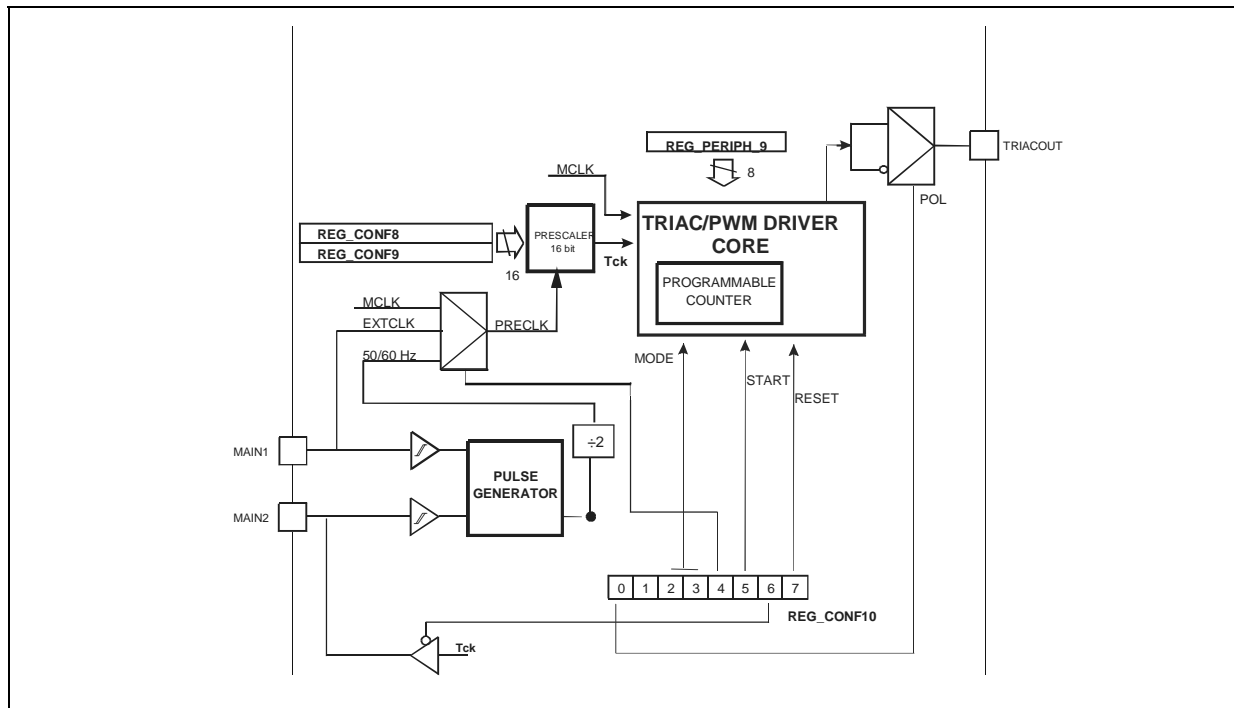 REG_PERIPH_9
8
MCLK
TRIACOUT
POL
TRIAC/PWM DRIVER
CORE
REG_CONF8
REG_CONF9
16
PRESCALER
16 bit
Tck
PROGRAMMABLE
COUNTER
MCLK
EXTCLK
PRECLK
50/60 Hz
MODE
START
RESET
÷2
MAIN1
MAIN2
PULSE
GENERATOR
0 1 2 3 4 5 6 7
REG_CONF10
Tck